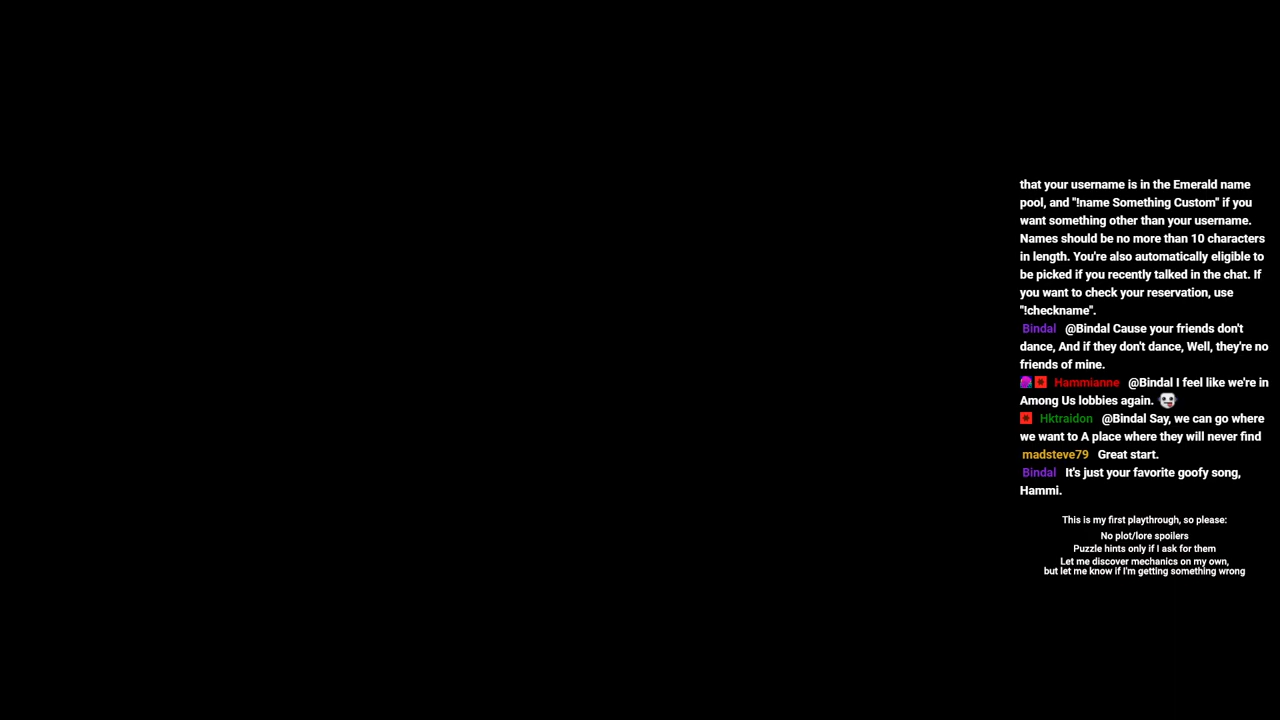 that your username is in the Emerald name
pool, and "!name Something Custom" if you
want something other than your username.
Names should be no more than 10 characters
in length. You're also automatically eligible to
be picked if you recently talked in the chat. If
you want to check your reservation, use
"!checkname".
Bindal @Bindal Cause your friends don't
dance, And if they don't dance, Well, they're no
friends of mine.
Hammianne @Bindal I feel like we're in
Among Us lobbies again.
Hktraidon @Bindal Say, we can go where
we want to A place where they will never find
madsteve79 Great start.
Bindal It's just your favorite goofy song,
Hammi.
This is my first playthrough, so please:
No plot/lore spoilers
Puzzle hints only if I ask for them
Let me discover mechanics on my own,
but let me know if I'm getting something wrong